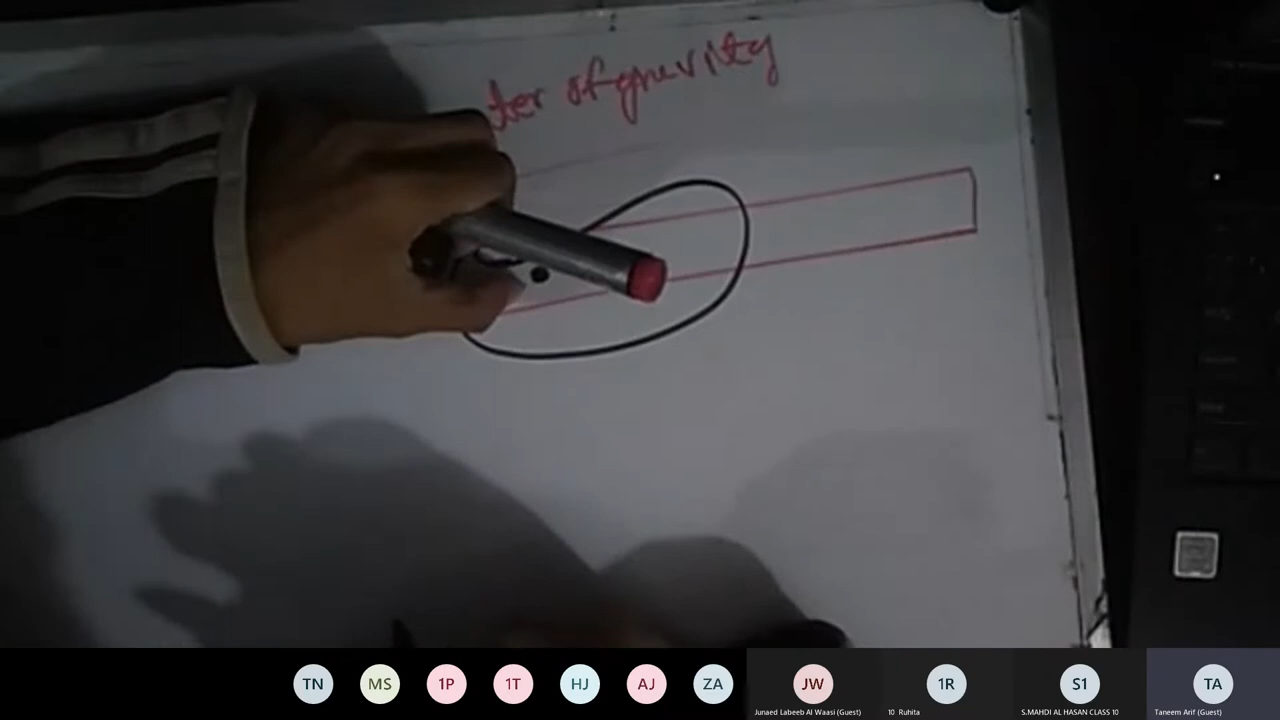 ter of gravity
TN
MS
1P
1T
HJ
AJ
ZA
JW
1R
S1
TA
Junaed Labeeb Al Waasi (Guest)
10 Ruhita
S.MAHDI AL HASAN CLASS 10
Taneem Arif (Guest)